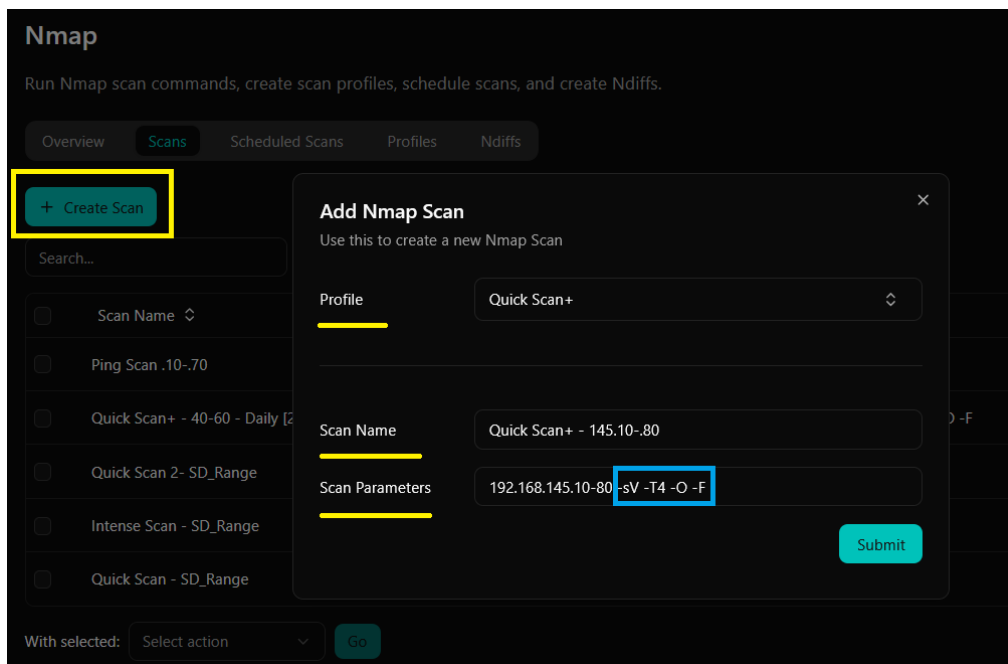 Nmap
Run Nmap scan commands, create scan profiles, schedule scans, and create Ndiffs.
Overview Scans Scheduled Scans Profiles Ndiffs
+ Create Scan
Search...
Scan Name
Ping Scan .10-.70
Quick Scan+ - 40-60 - Daily [2
O -F
Quick Scan 2- SD_Range
Intense Scan - SD_Range
Quick Scan - SD_Range
With selected: Select action Go
Add Nmap Scan
Use this to create a new Nmap Scan
Profile Quick Scan+
Scan Name Quick Scan+ - 145.10-.80
Scan Parameters 192.168.145.10-80 -sV -T4 -O -F
Submit